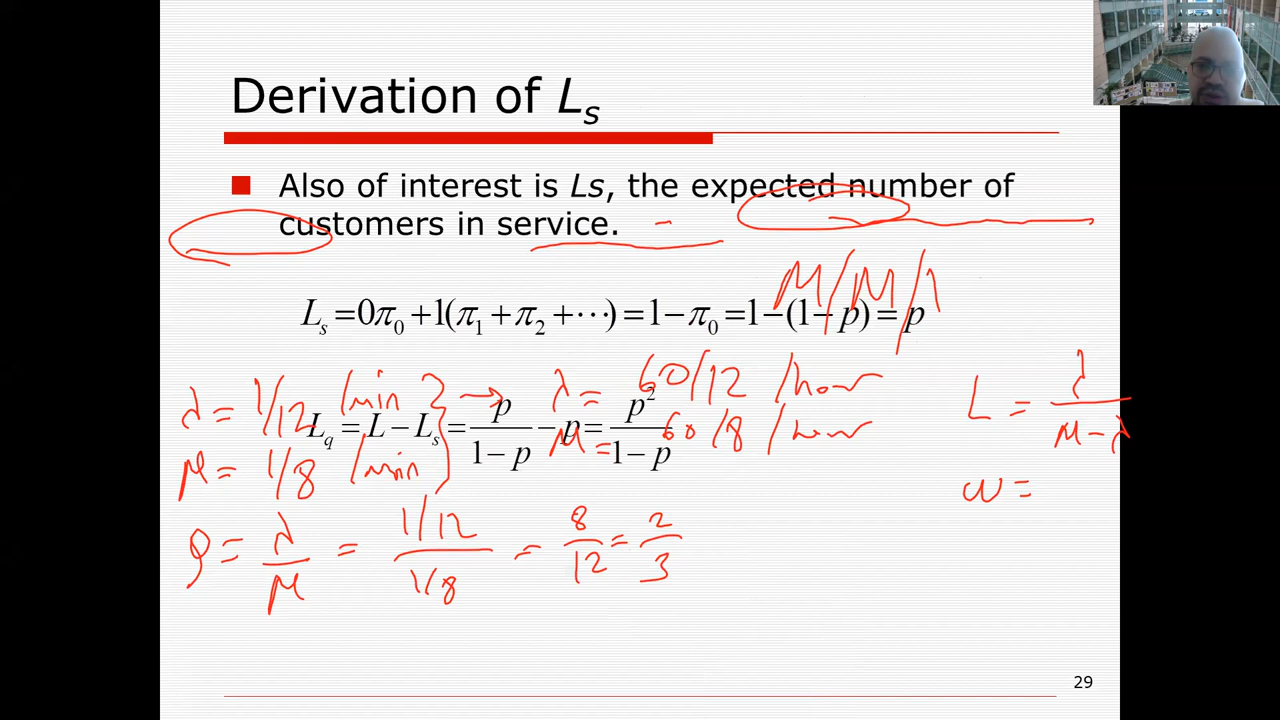 Derivation of Lₛ
Also of interest is Ls, the expected number of
customers in service.
M/M/1
Lₛ = 0π₀ + 1(π₁ + π₂ + ⋯) = 1 − π₀ = 1 − (1 − p) = p
λ = 1/12 /min } → λ = 60/12 /hour
μ = 1/8 /min μ = 60/8 /hour
L = λ/(μ − λ)
L_q = L − Lₛ = p/(1 − p) − p = p²/(1 − p)
W =
ρ = λ/μ = (1/12)/(1/8) = 8/12 = 2/3
29